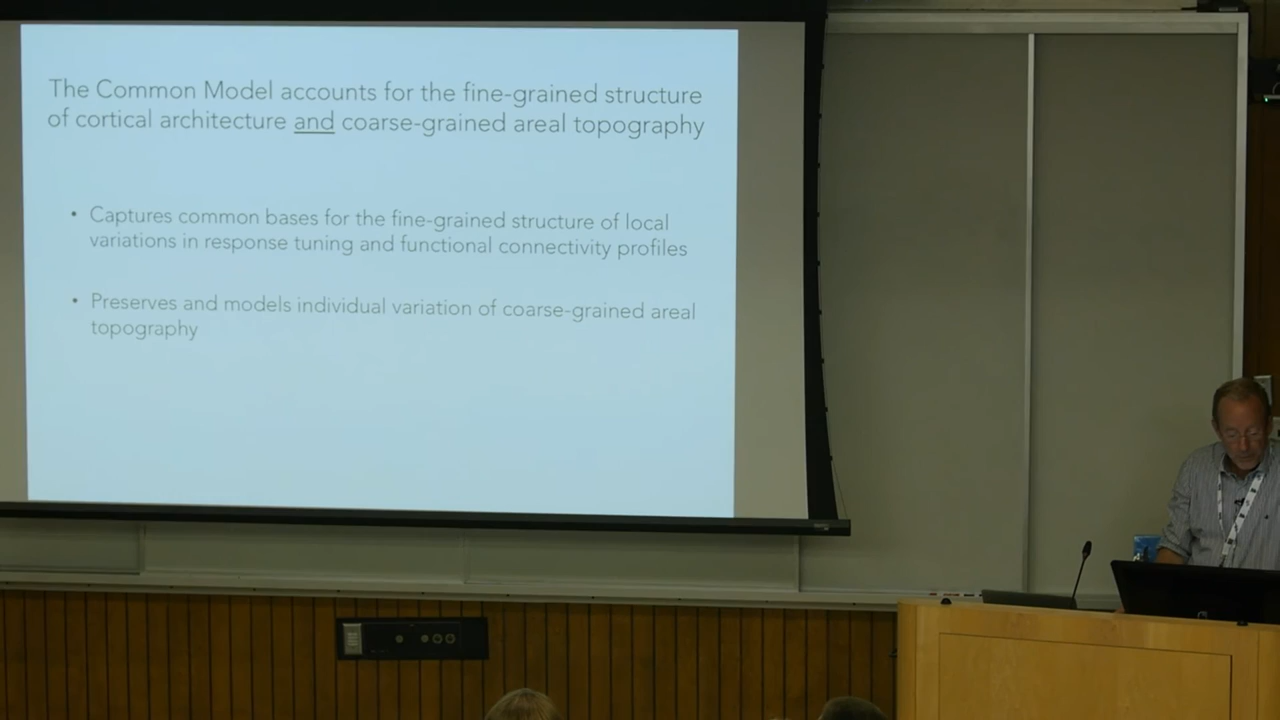 The Common Model accounts for the fine-grained structure
of cortical architecture and coarse-grained areal topography
• Captures common bases for the fine-grained structure of local
variations in response tuning and functional connectivity profiles
• Preserves and models individual variation of coarse-grained areal
topography